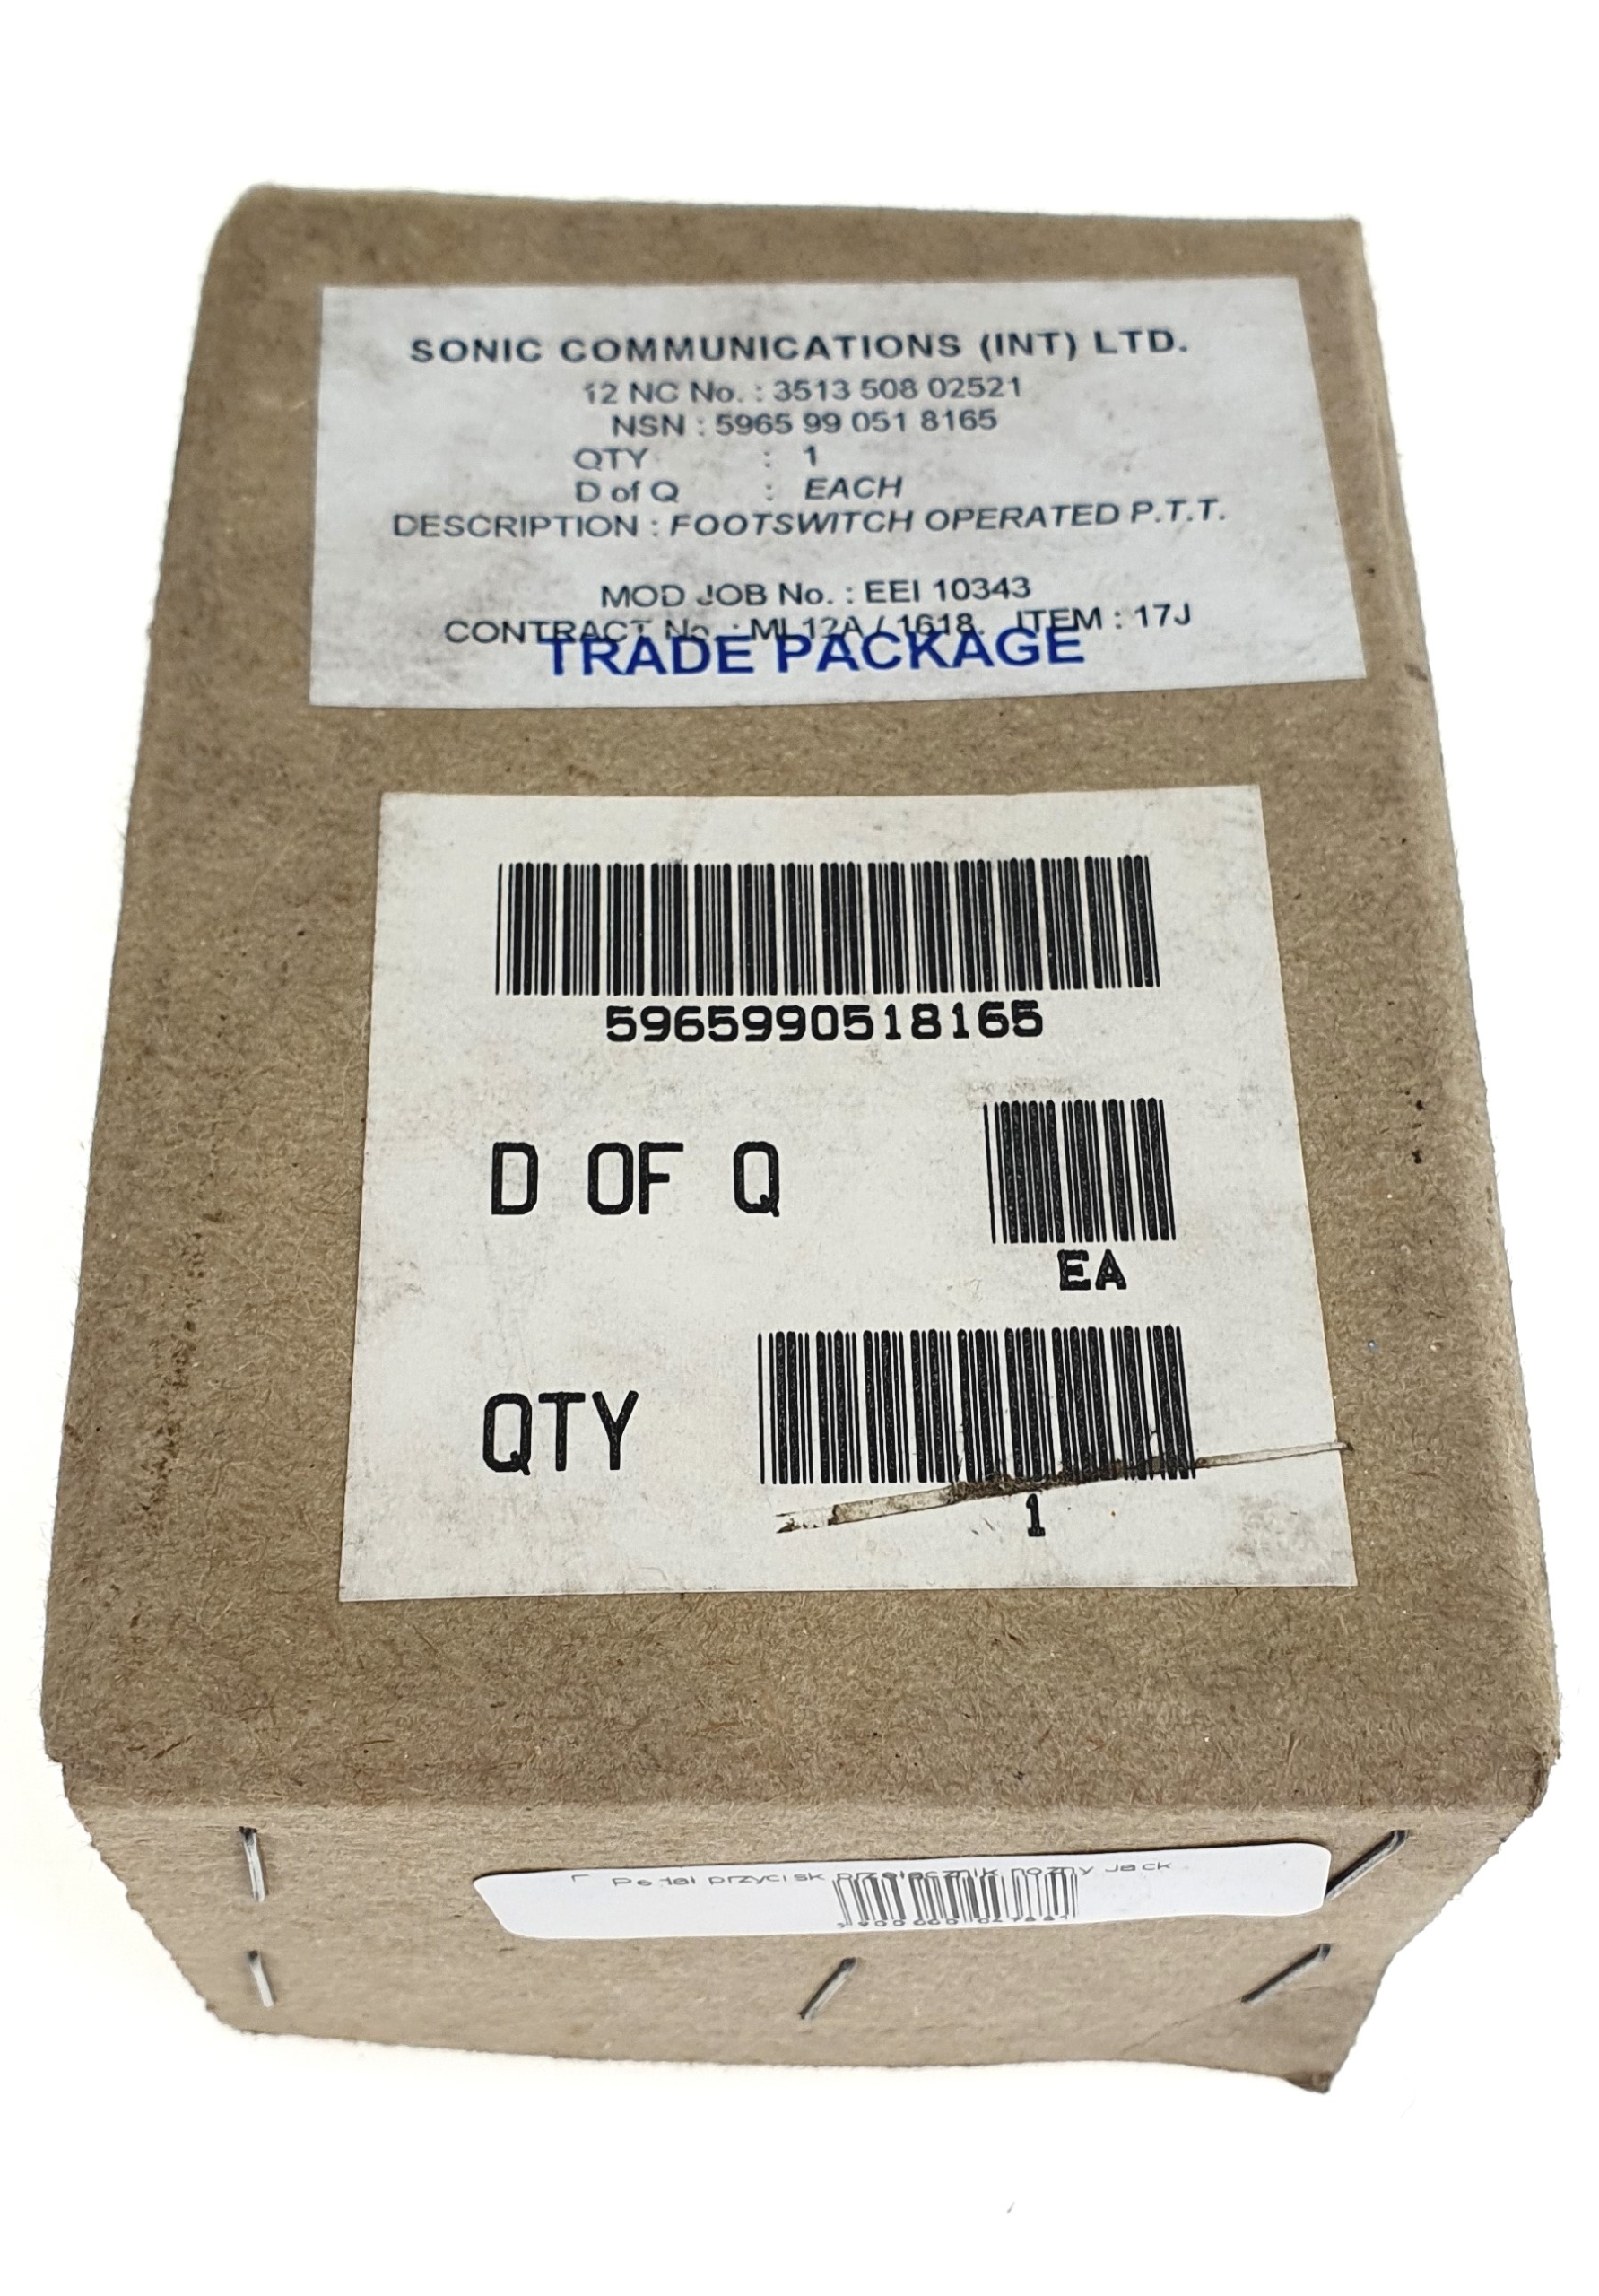 SONIC COMMUNICATIONS (INT) LTD.
12 NC No. : 3513 508 02521
NSN : 5965 99 051 8165
QTY : 1
D of Q : EACH
DESCRIPTION : FOOTSWITCH OPERATED P.T.T.
MOD JOB No. : EEI 10343
CONTRACT No. : ML12A / 1618. ITEM : 17J
TRADE PACKAGE
5965990518165
D OF Q
EA
QTY
1
przycisk przełącznik nożny Jack